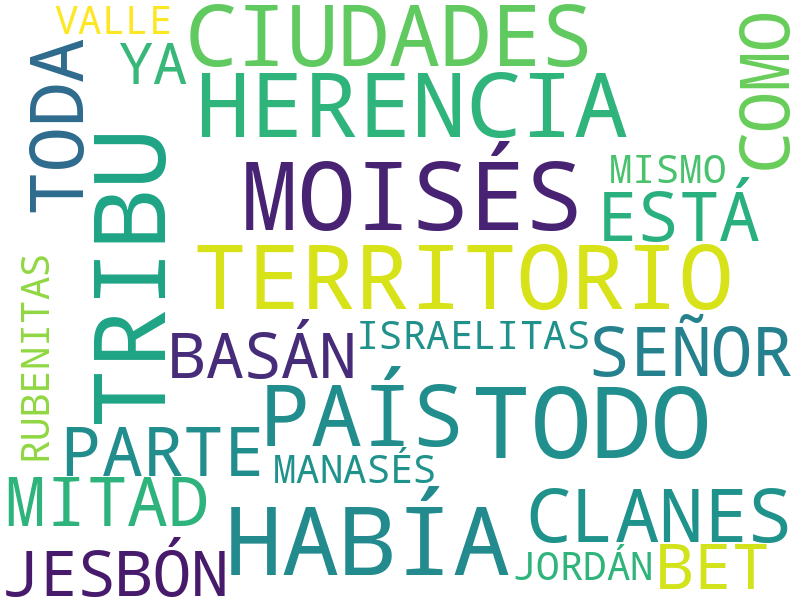 VALLE
CIUDADES
COMO
YA
TODA
HERENCIA
TRIBU
MOISÉS
MISMO
ESTÁ
TERRITORIO
RUBENITAS
BASÁN
ISRAELITAS
SEÑOR
PAÍS
TODO
PARTE
MANASÉS
MITAD
HABÍA
CLANES
JESBÓN
JORDÁN
BET